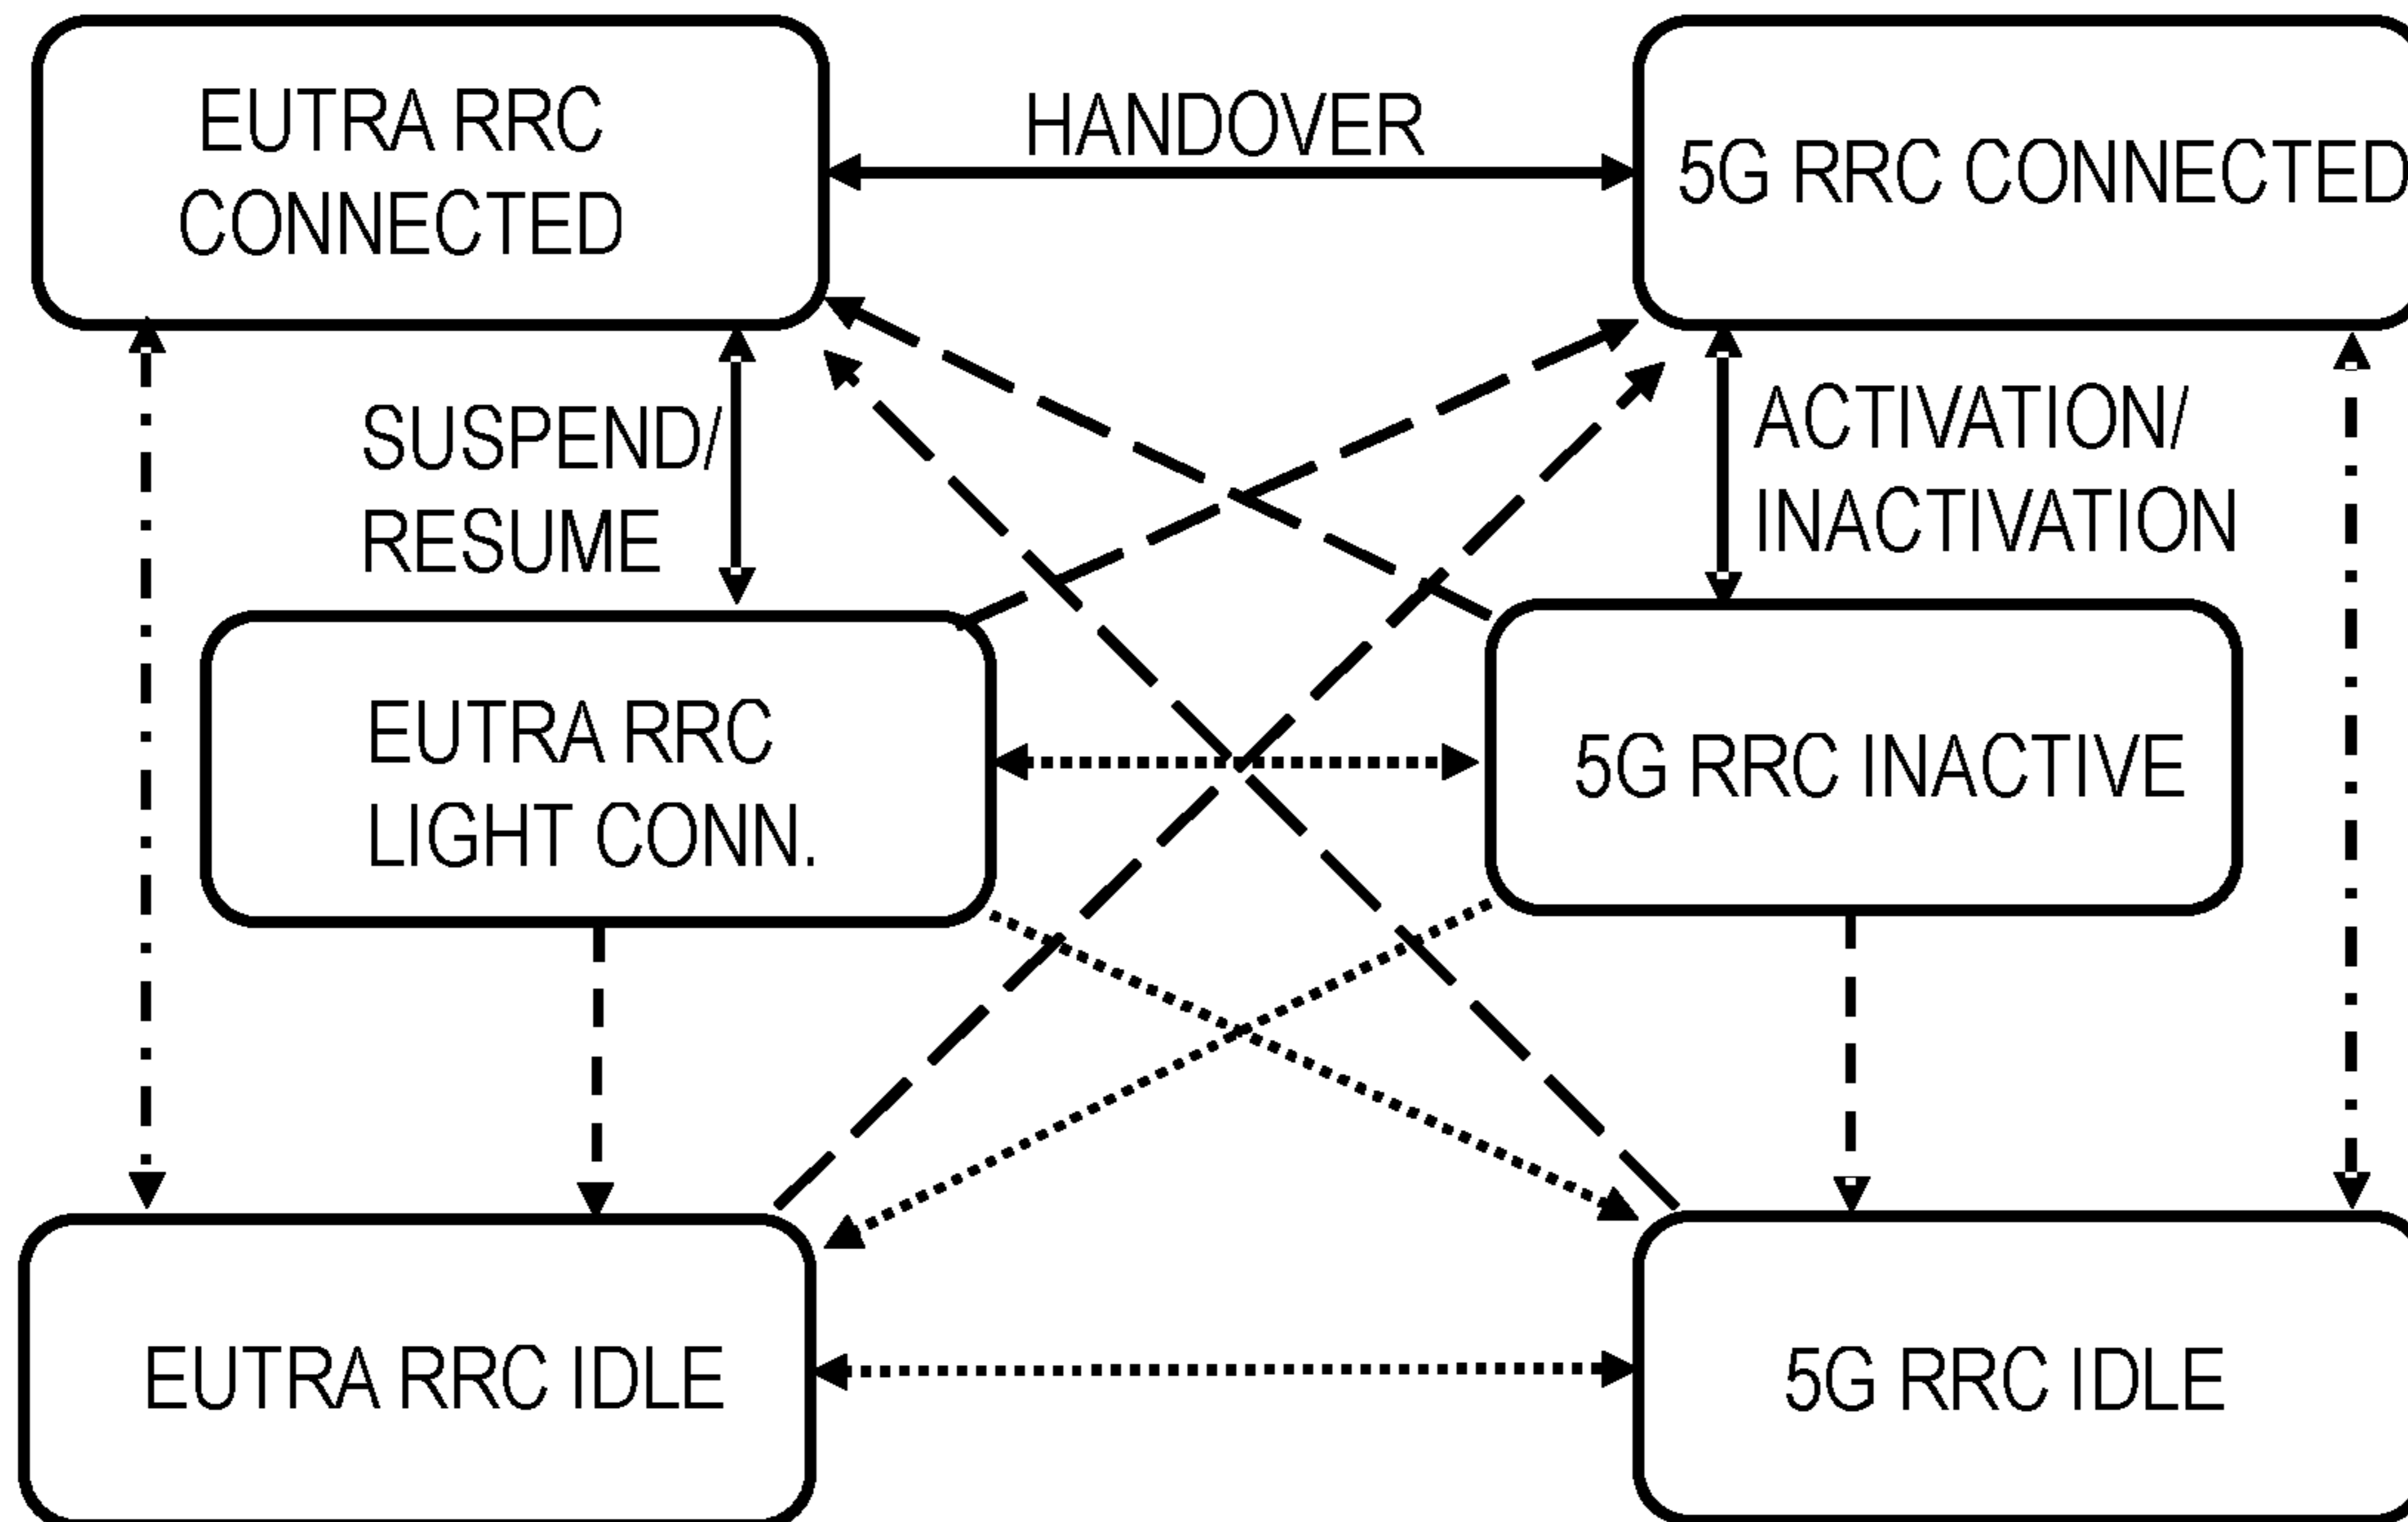 EUTRA RRC
CONNECTED
HANDOVER
5G RRC CONNECTED
SUSPEND/
RESUME
ACTIVATION/
INACTIVATION
EUTRA RRC
LIGHT CONN.
5G RRC INACTIVE
EUTRA RRC IDLE
5G RRC IDLE